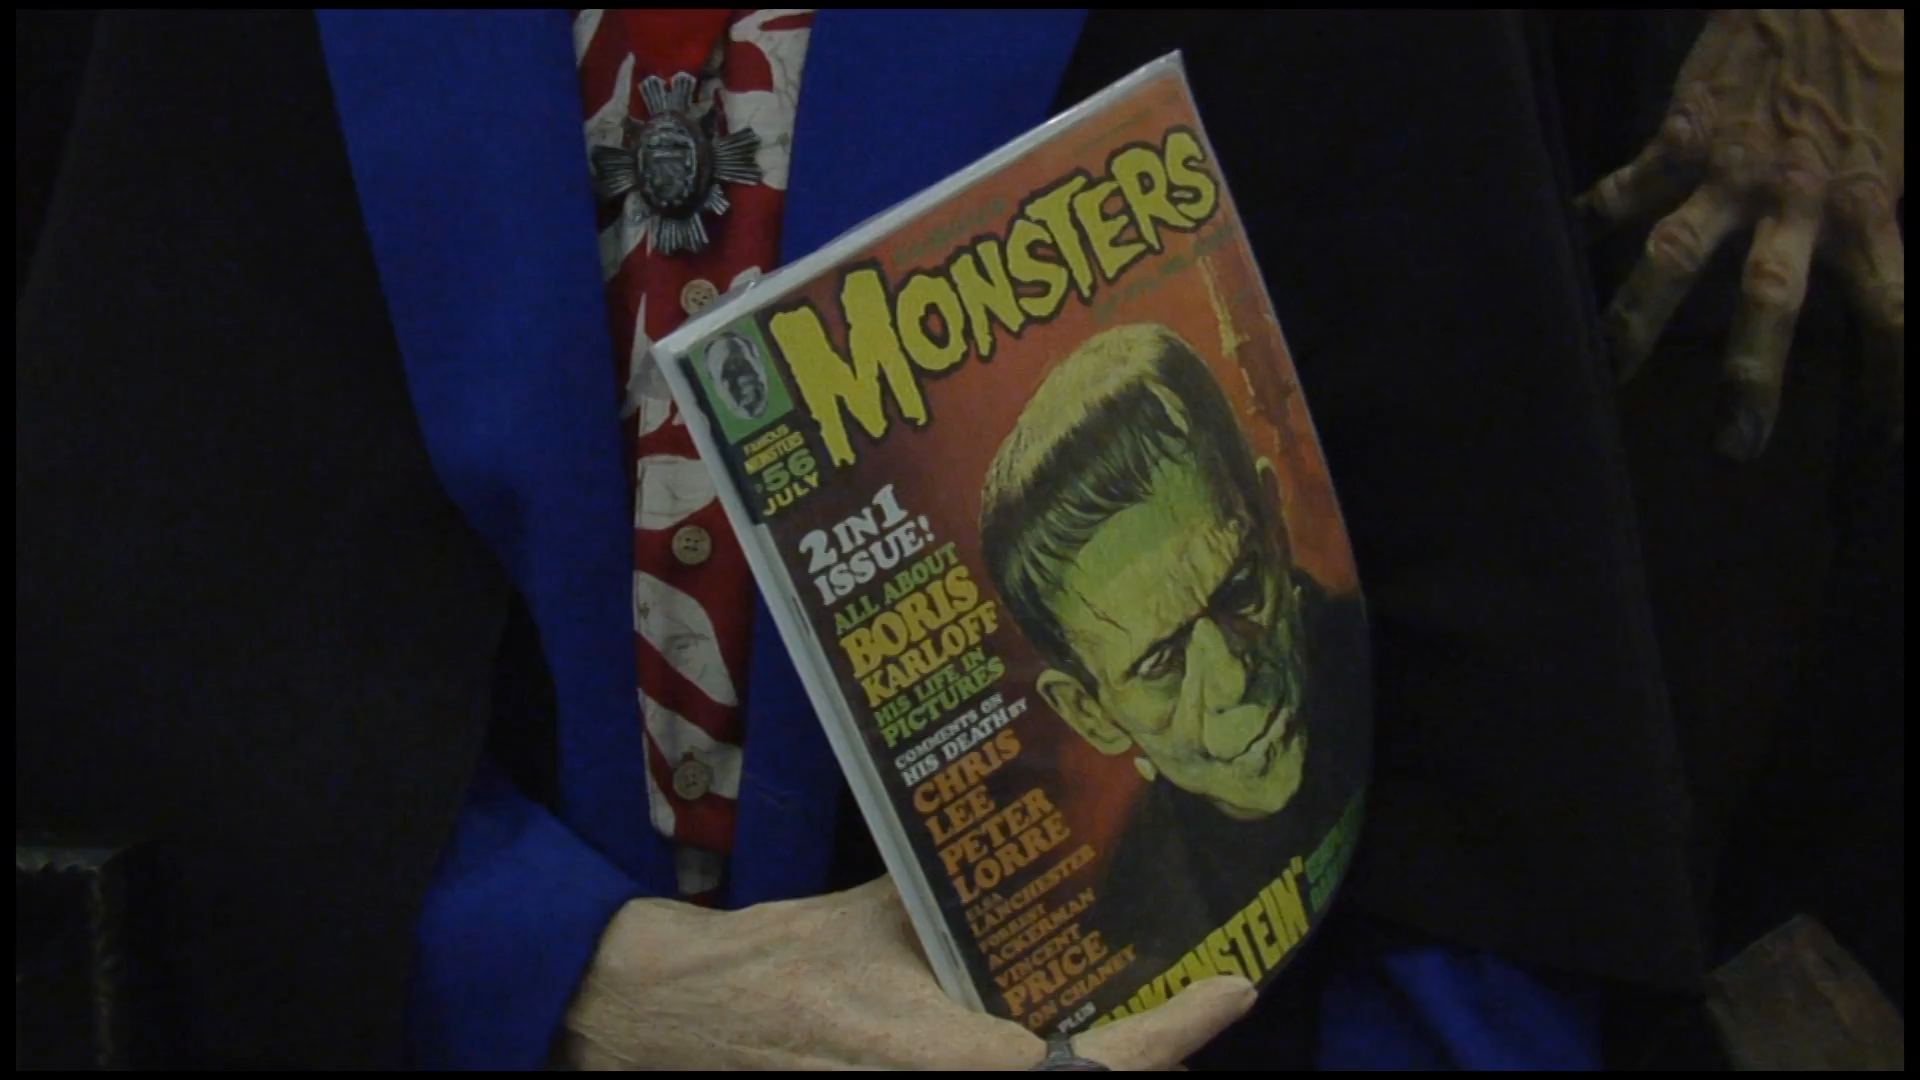 MONSTERS
FAMOUS
MONSTERS
56
JULY
2 IN 1
ISSUE!
ALL ABOUT
BORIS
KARLOFF
HIS LIFE IN
PICTURES
COMMENTS ON
HIS DEATH BY
CHRIS
LEE
PETER
LORRE
ELSA
LANCHESTER
FORREST
ACKERMAN
VINCENT
PRICE
ON CHANEY
PLUS